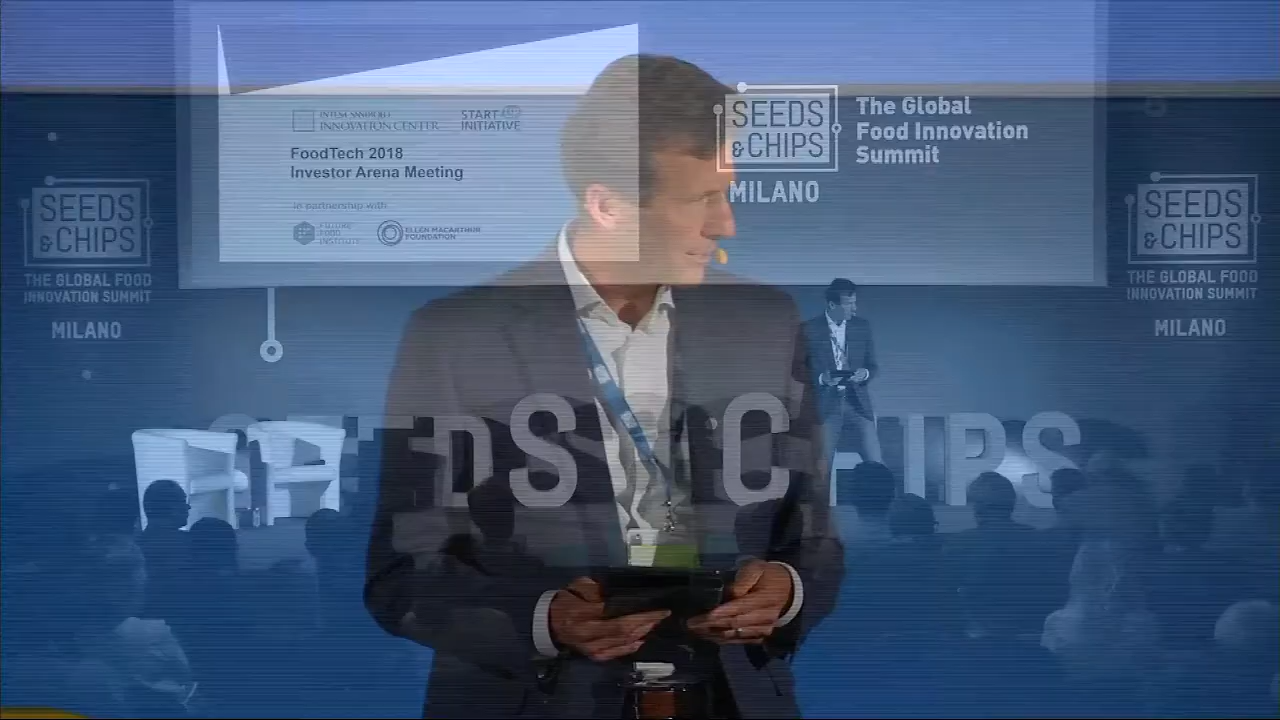 INTESA SANPAOLO
INNOVATION CENTER
START
INITIATIVE
FoodTech 2018
Investor Arena Meeting
In partnership with
FUTURE
FOOD
INSTITUTE
ELLEN MACARTHUR
FOUNDATION
SEEDS
&CHIPS
MILANO
The Global
Food Innovation
Summit
SEEDS
&CHIPS
THE GLOBAL FOOD
INNOVATION SUMMIT
MILANO
SEEDS
&CHIPS
THE GLOBAL FOOD
INNOVATION SUMMIT
MILANO
SEEDS CHIPS